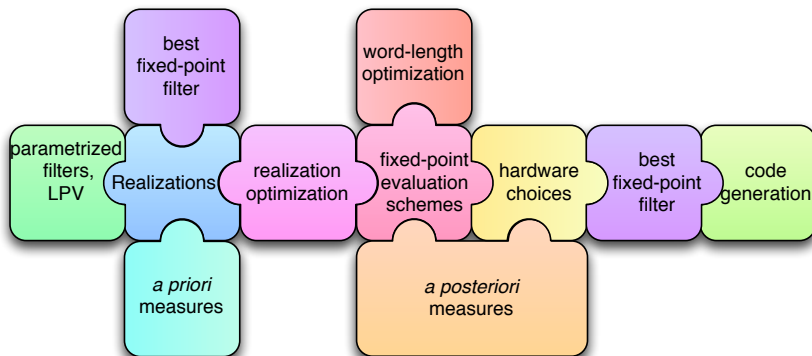 best
fixed-point
filter
word-length
optimization
parametrized
filters,
LPV
Realizations
realization
optimization
fixed-point
evaluation
schemes
hardware
choices
best
fixed-point
filter
code
generation
a priori
measures
a posteriori
measures